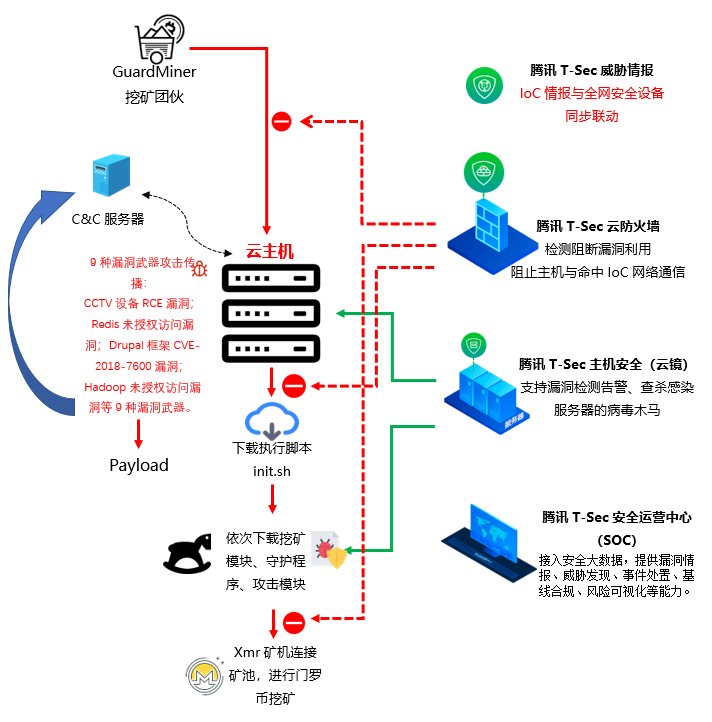 GuardMiner
挖矿团伙
C&C 服务器
云主机
9 种漏洞武器攻击传
播：
CCTV 设备 RCE 漏洞；
Redis 未授权访问漏
洞；Drupal 框架 CVE-
2018-7600 漏洞；
Hadoop 未授权访问漏
洞等 9 种漏洞武器。
Payload
下载执行脚本
init.sh
依次下载挖矿
模块、守护程
序、攻击模块
Xmr 矿机连接
矿池，进行门罗
币挖矿
腾讯 T-Sec 威胁情报
IoC 情报与全网安全设备
同步联动
腾讯 T-Sec 云防火墙
检测阻断漏洞利用
阻止主机与命中 IoC 网络通信
腾讯 T-Sec 主机安全（云镜）
支持漏洞检测告警、查杀感染
服务器的病毒木马
服务器
腾讯 T-Sec 安全运营中心
（SOC）
接入安全大数据，提供漏洞情
报、威胁发现、事件处置、基
线合规、风险可视化等能力。